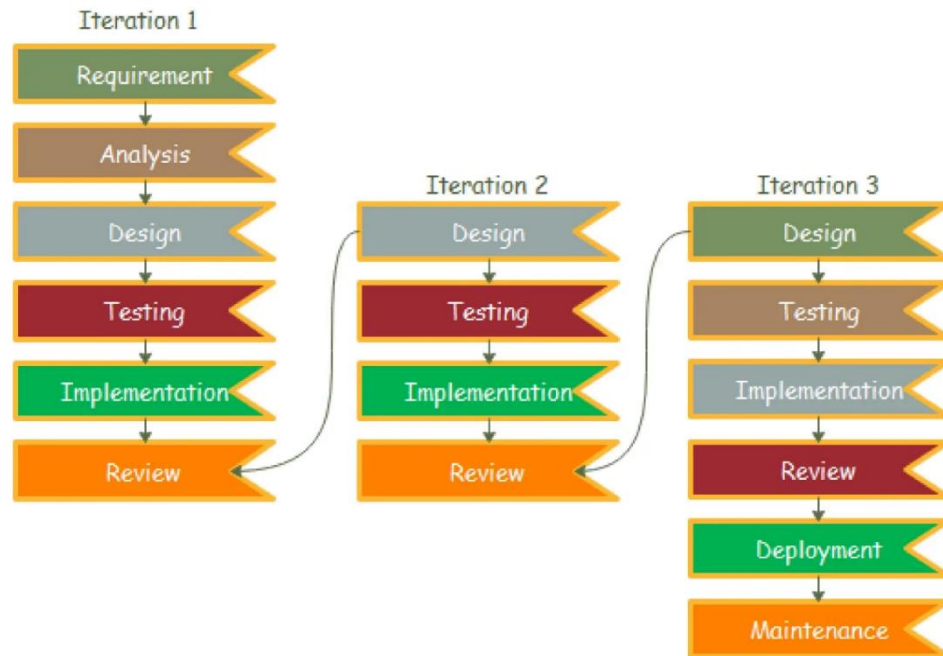 Iteration 1
Requirement
Analysis
Design
Testing
Implementation
Review
Iteration 2
Design
Testing
Implementation
Review
Iteration 3
Design
Testing
Implementation
Review
Deployment
Maintenance